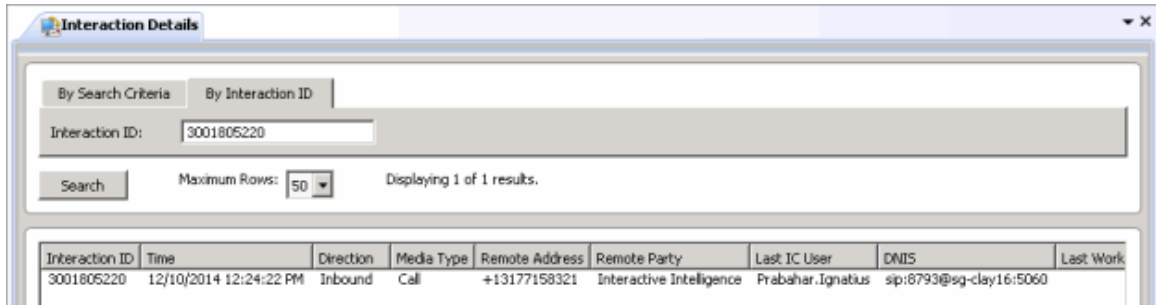 Interaction Details
By Search Criteria By Interaction ID
Interaction ID: 3001805220
Search Maximum Rows: 50 Displaying 1 of 1 results.
Interaction ID Time Direction Media Type Remote Address Remote Party Last IC User DNIS Last Work
3001805220 12/10/2014 12:24:22 PM Inbound Call +13177158321 Interactive Intelligence Prabahar.Ignatius sip:8793@sg-clay16:5060